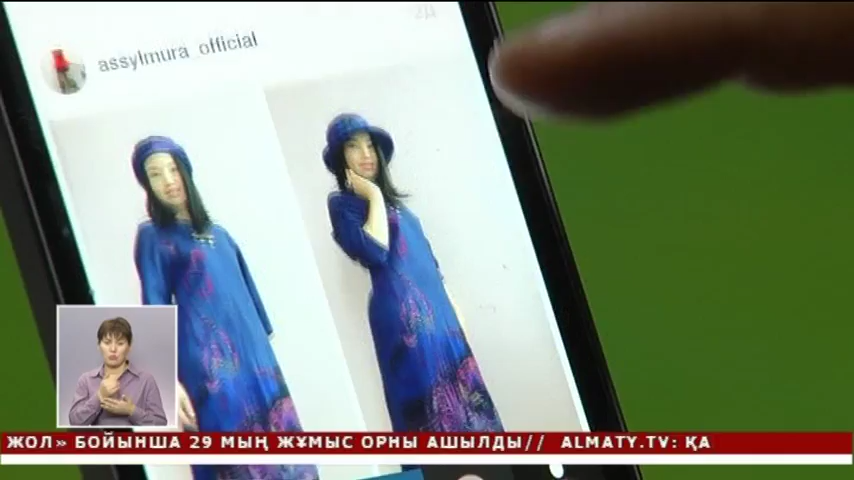 assylmura_official
ЖОЛ» БОЙЫНША 29 МЫҢ ЖҰМЫС ОРНЫ АШЫЛДЫ// ALMATY.TV: ҚА